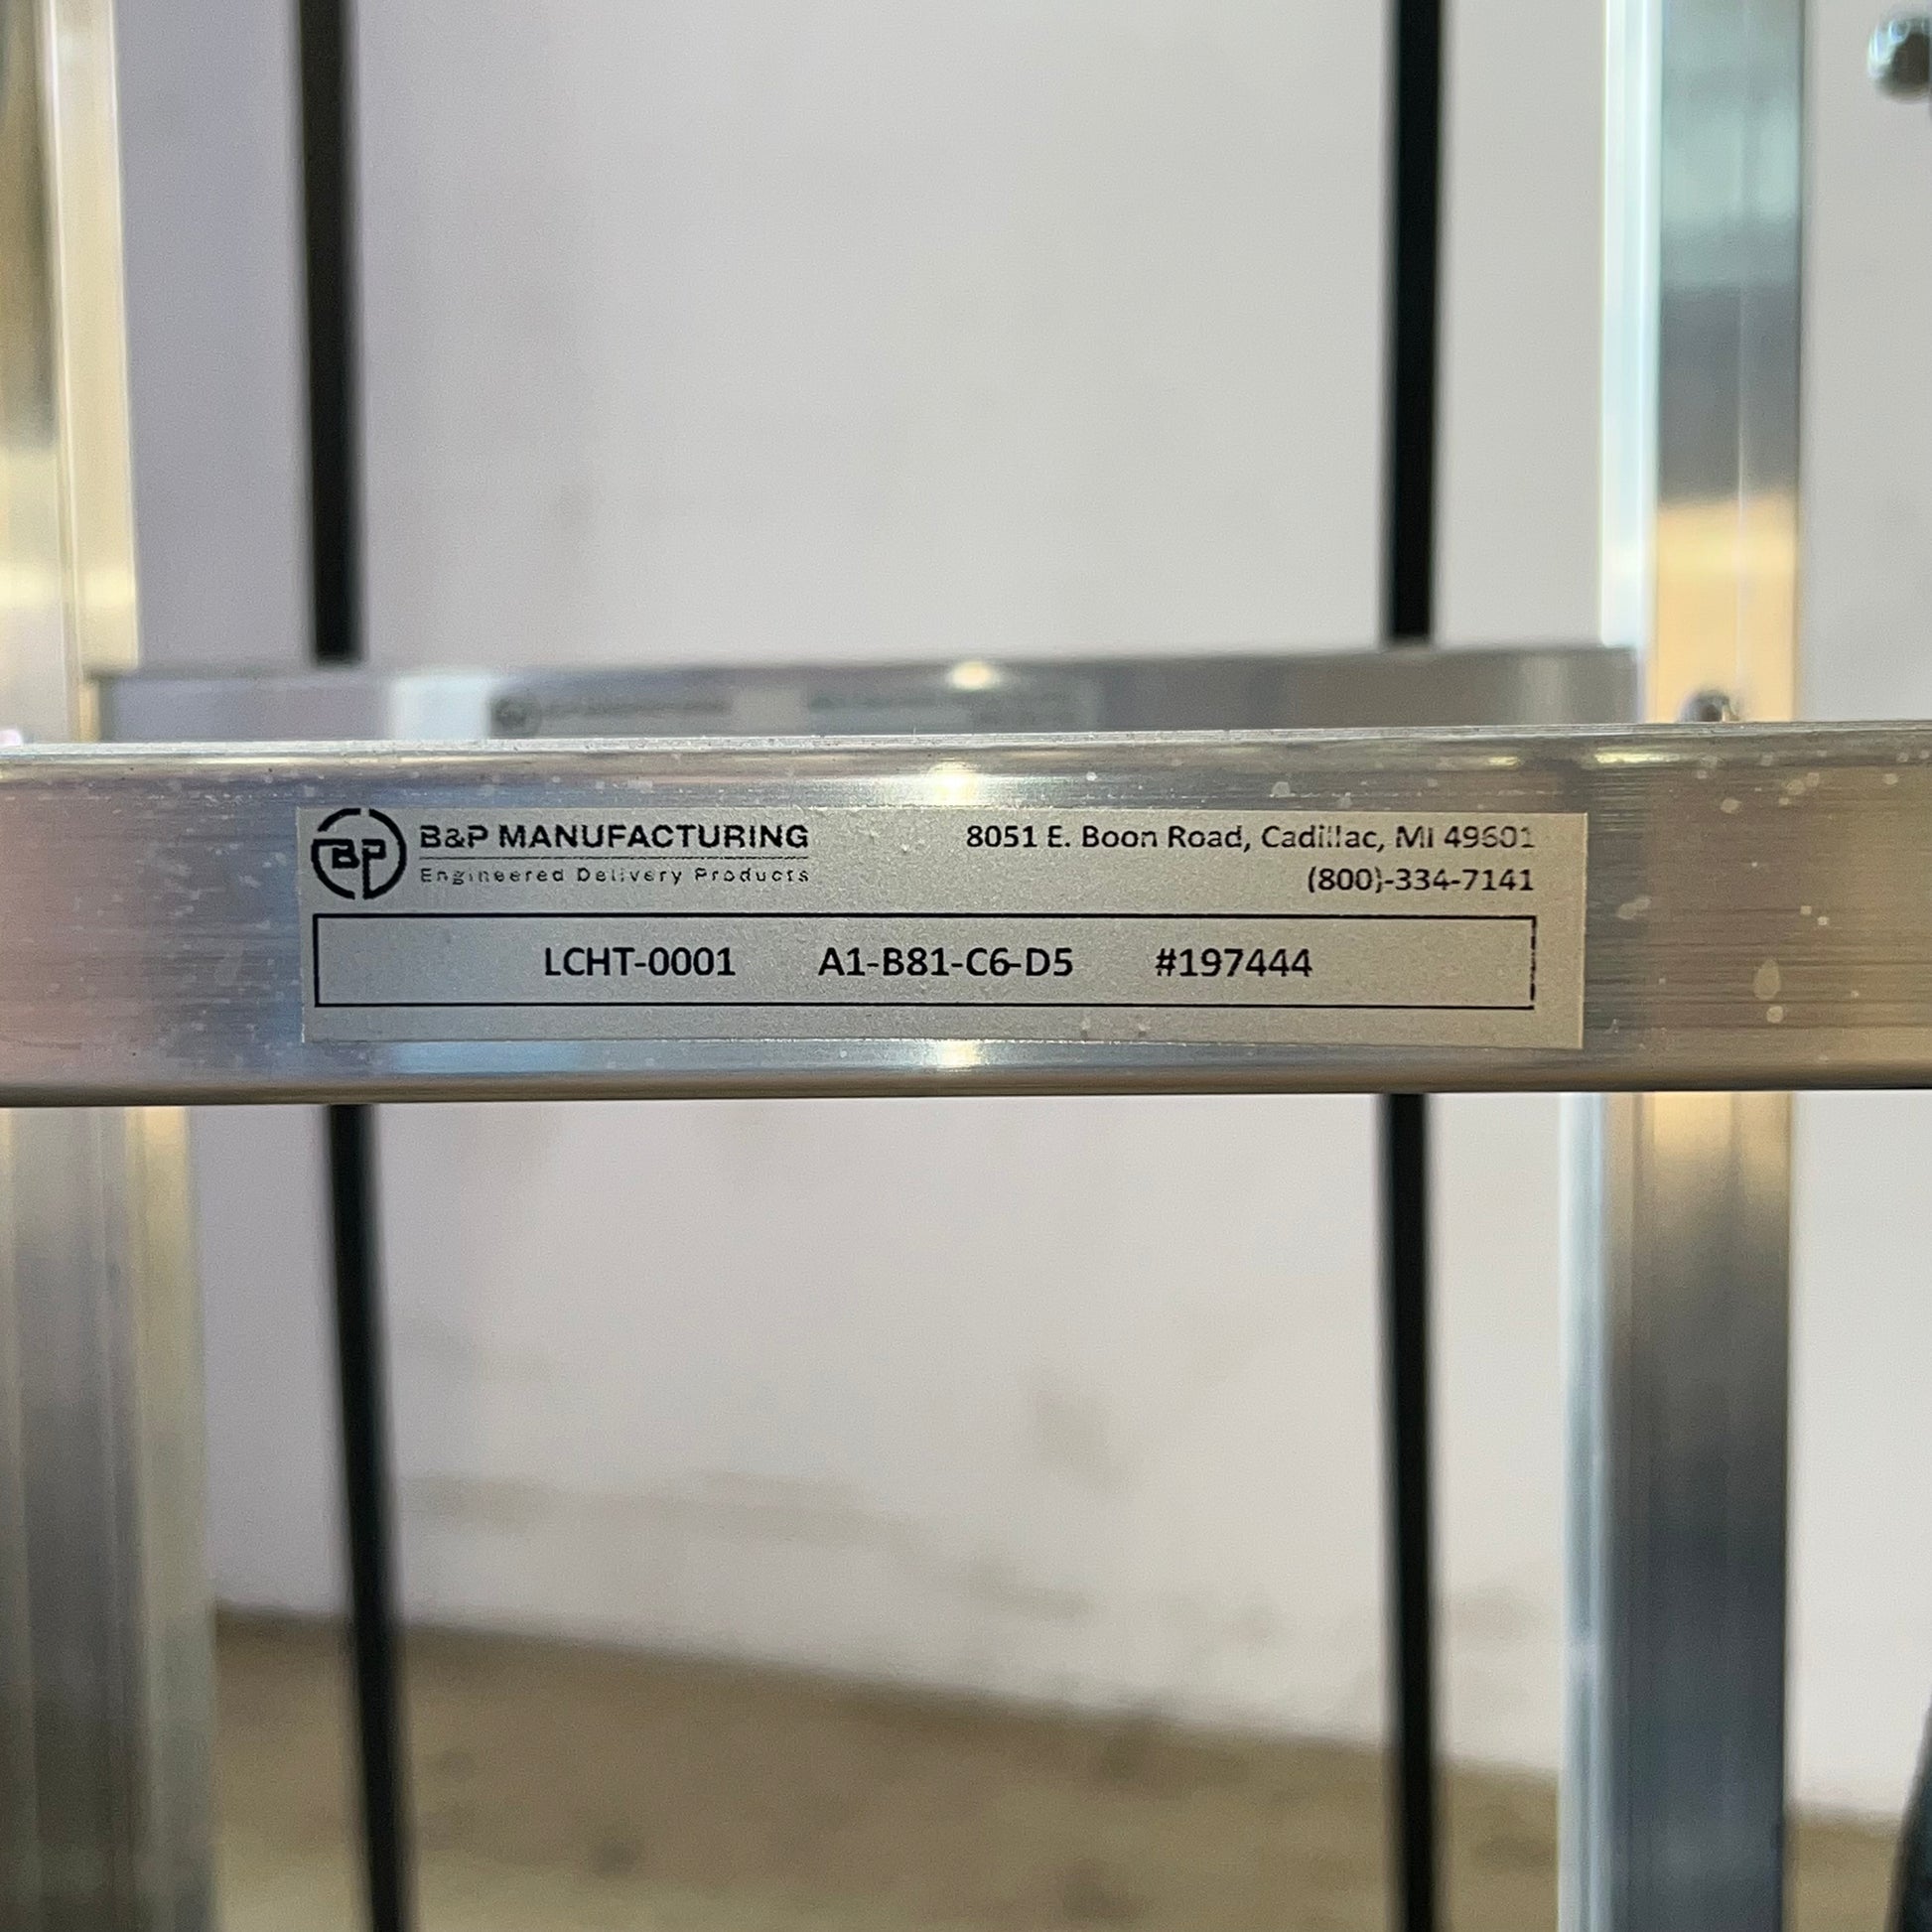 BP
B&P MANUFACTURING
Engineered Delivery Products
8051 E. Boon Road, Cadillac, MI 49601
(800)-334-7141
LCHT-0001 A1-B81-C6-D5 #197444